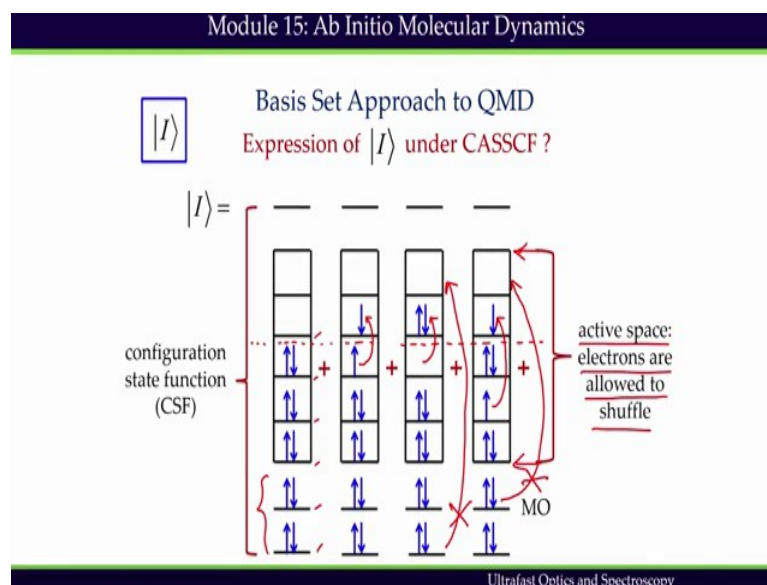 Module 15: Ab Initio Molecular Dynamics
|I⟩
Basis Set Approach to QMD
Expression of |I⟩ under CASSCF ?
|I⟩ =
configuration
state function
(CSF)
+ + + +
active space:
electrons are
allowed to
shuffle
MO
Ultrafast Optics and Spectroscopy